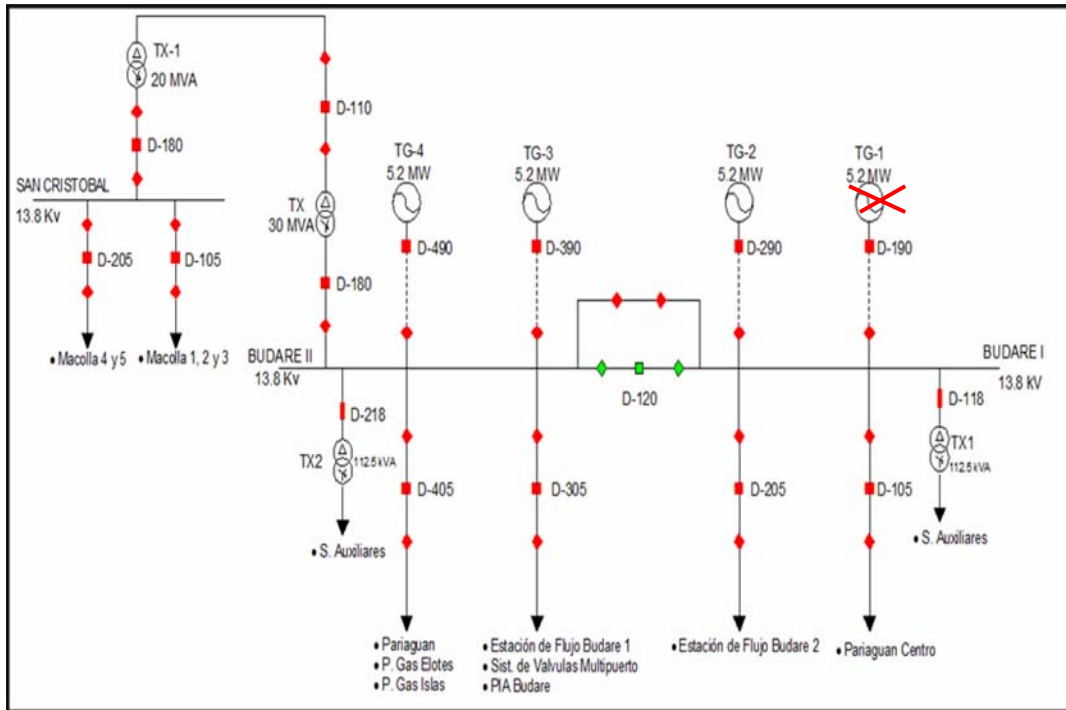 TX-1
20 MVA
D-110
D-180
TG-4
5.2 MW
TG-3
5.2 MW
TG-2
5.2 MW
TG-1
5.2 MW
SAN CRISTOBAL
13.8 Kv
TX
30 MVA
D-205
D-105
D-490
D-390
D-290
D-190
D-180
• Macolla 4 y 5
• Macolla 1, 2 y 3
BUDARE II
13.8 Kv
BUDARE I
13.8 kV
D-120
D-218
D-118
TX2
112.5 kVA
TX1
112.5 kVA
D-405
D-305
D-205
D-105
• S. Auxiliares
• S. Auxiliares
• Pariaguan
• P. Gas Elotes
• P. Gas Islas
• Estación de Flujo Budare 1
• Sist. de Valvulas Multipuerto
• PIA Budare
• Estación de Flujo Budare 2
• Pariaguan Centro